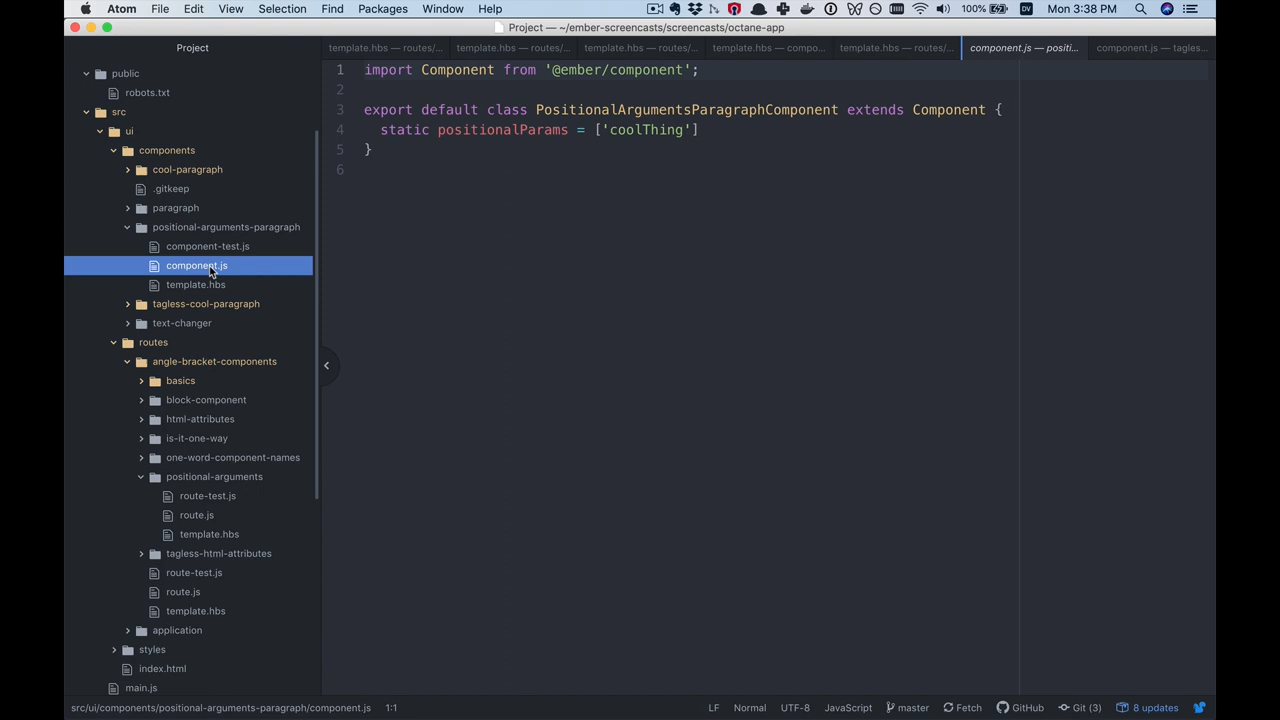 Atom File Edit View Selection Find Packages Window Help 100% Mon 3:38 PM
Project — ~/ember-screencasts/screencasts/octane-app
Project
template.hbs — routes/...
template.hbs — routes/...
template.hbs — routes/...
template.hbs — compo...
template.hbs — routes/...
component.js — positi...
component.js — tagles...
public
robots.txt
src
ui
components
cool-paragraph
.gitkeep
paragraph
positional-arguments-paragraph
component-test.js
component.js
template.hbs
tagless-cool-paragraph
text-changer
routes
angle-bracket-components
basics
block-component
html-attributes
is-it-one-way
one-word-component-names
positional-arguments
route-test.js
route.js
template.hbs
tagless-html-attributes
route-test.js
route.js
template.hbs
application
styles
index.html
main.js
1 import Component from '@ember/component';
2
3 export default class PositionalArgumentsParagraphComponent extends Component {
4 static positionalParams = ['coolThing']
5 }
6
src/ui/components/positional-arguments-paragraph/component.js 1:1 LF Normal UTF-8 JavaScript master Fetch GitHub Git (3) 8 updates